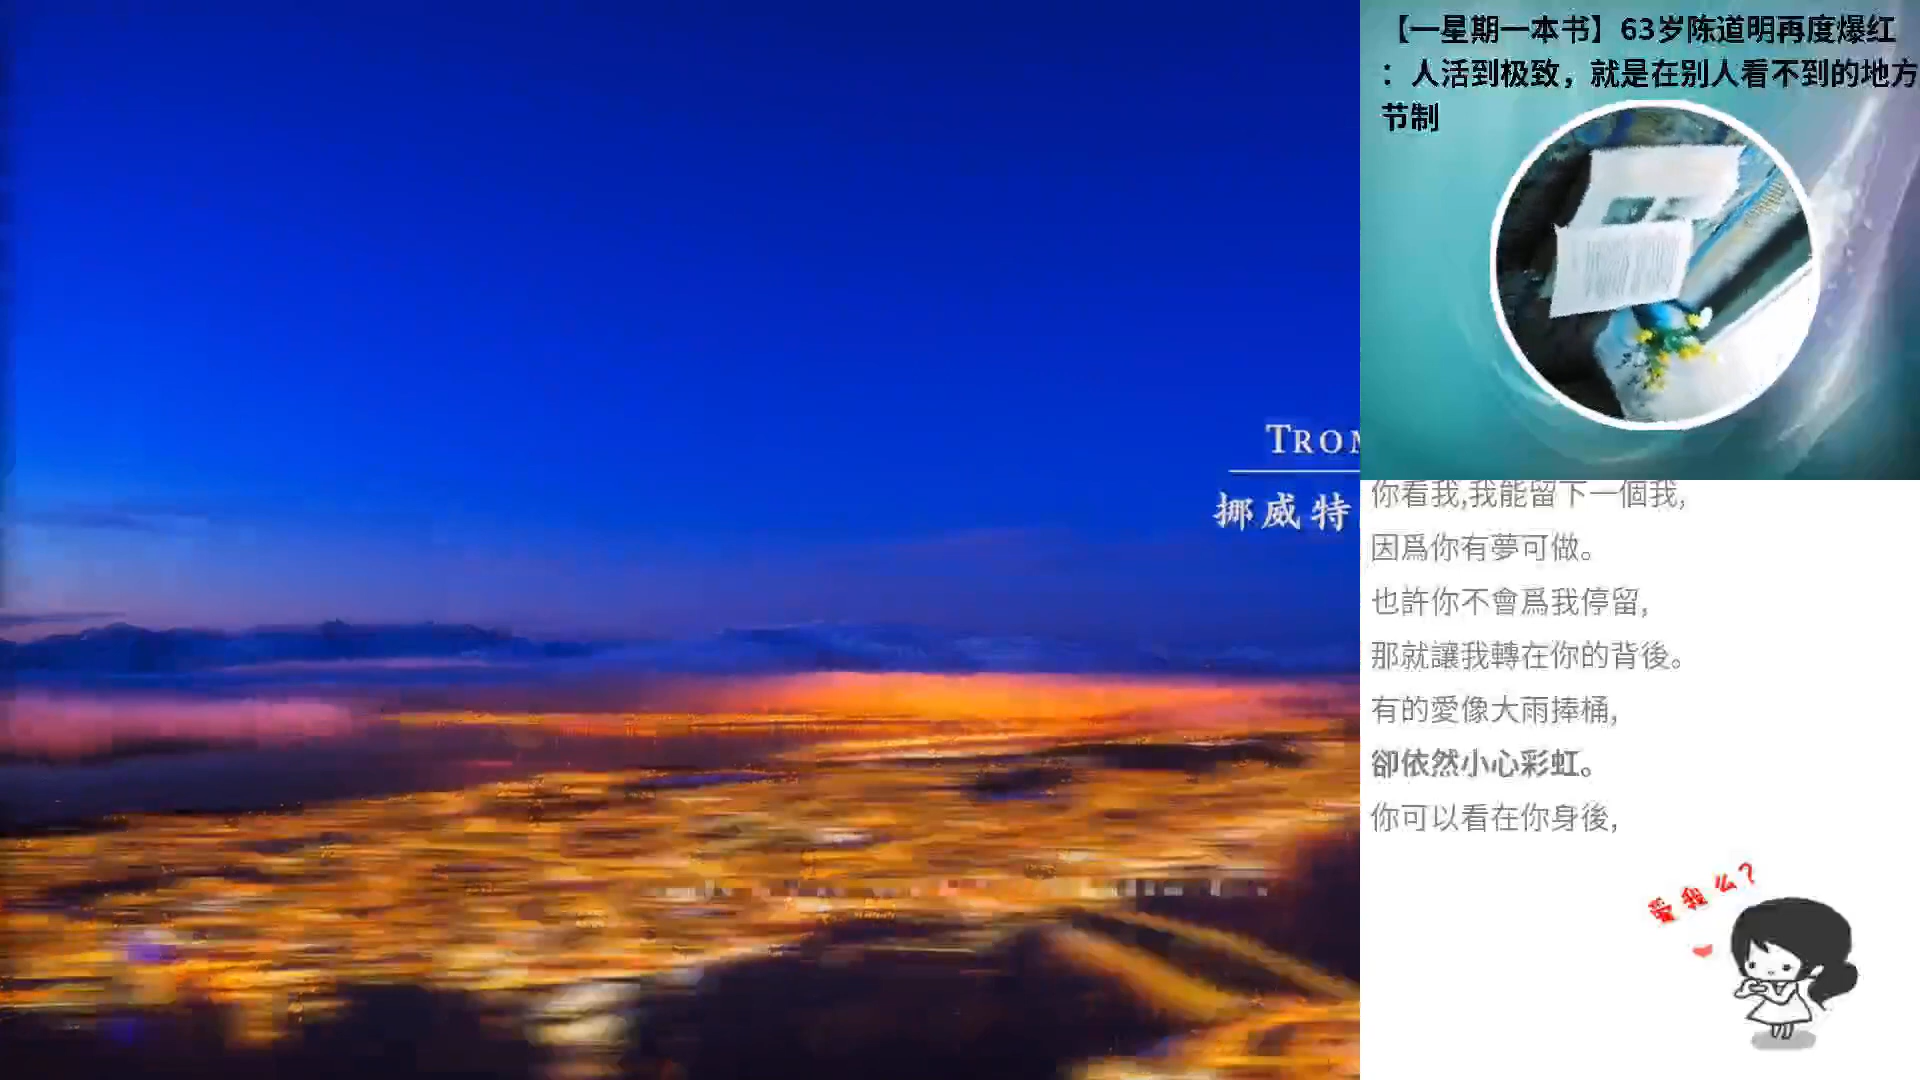 TROM
挪威特
【一星期一本书】63岁陈道明再度爆红
：人活到极致，就是在别人看不到的地方
节制
你看我,我能留下一個我,
因爲你有夢可做。
也許你不會爲我停留,
那就讓我轉在你的背後。
有的愛像大雨捧桶,
卻依然小心彩虹。
你可以看在你身後,
爱我么？